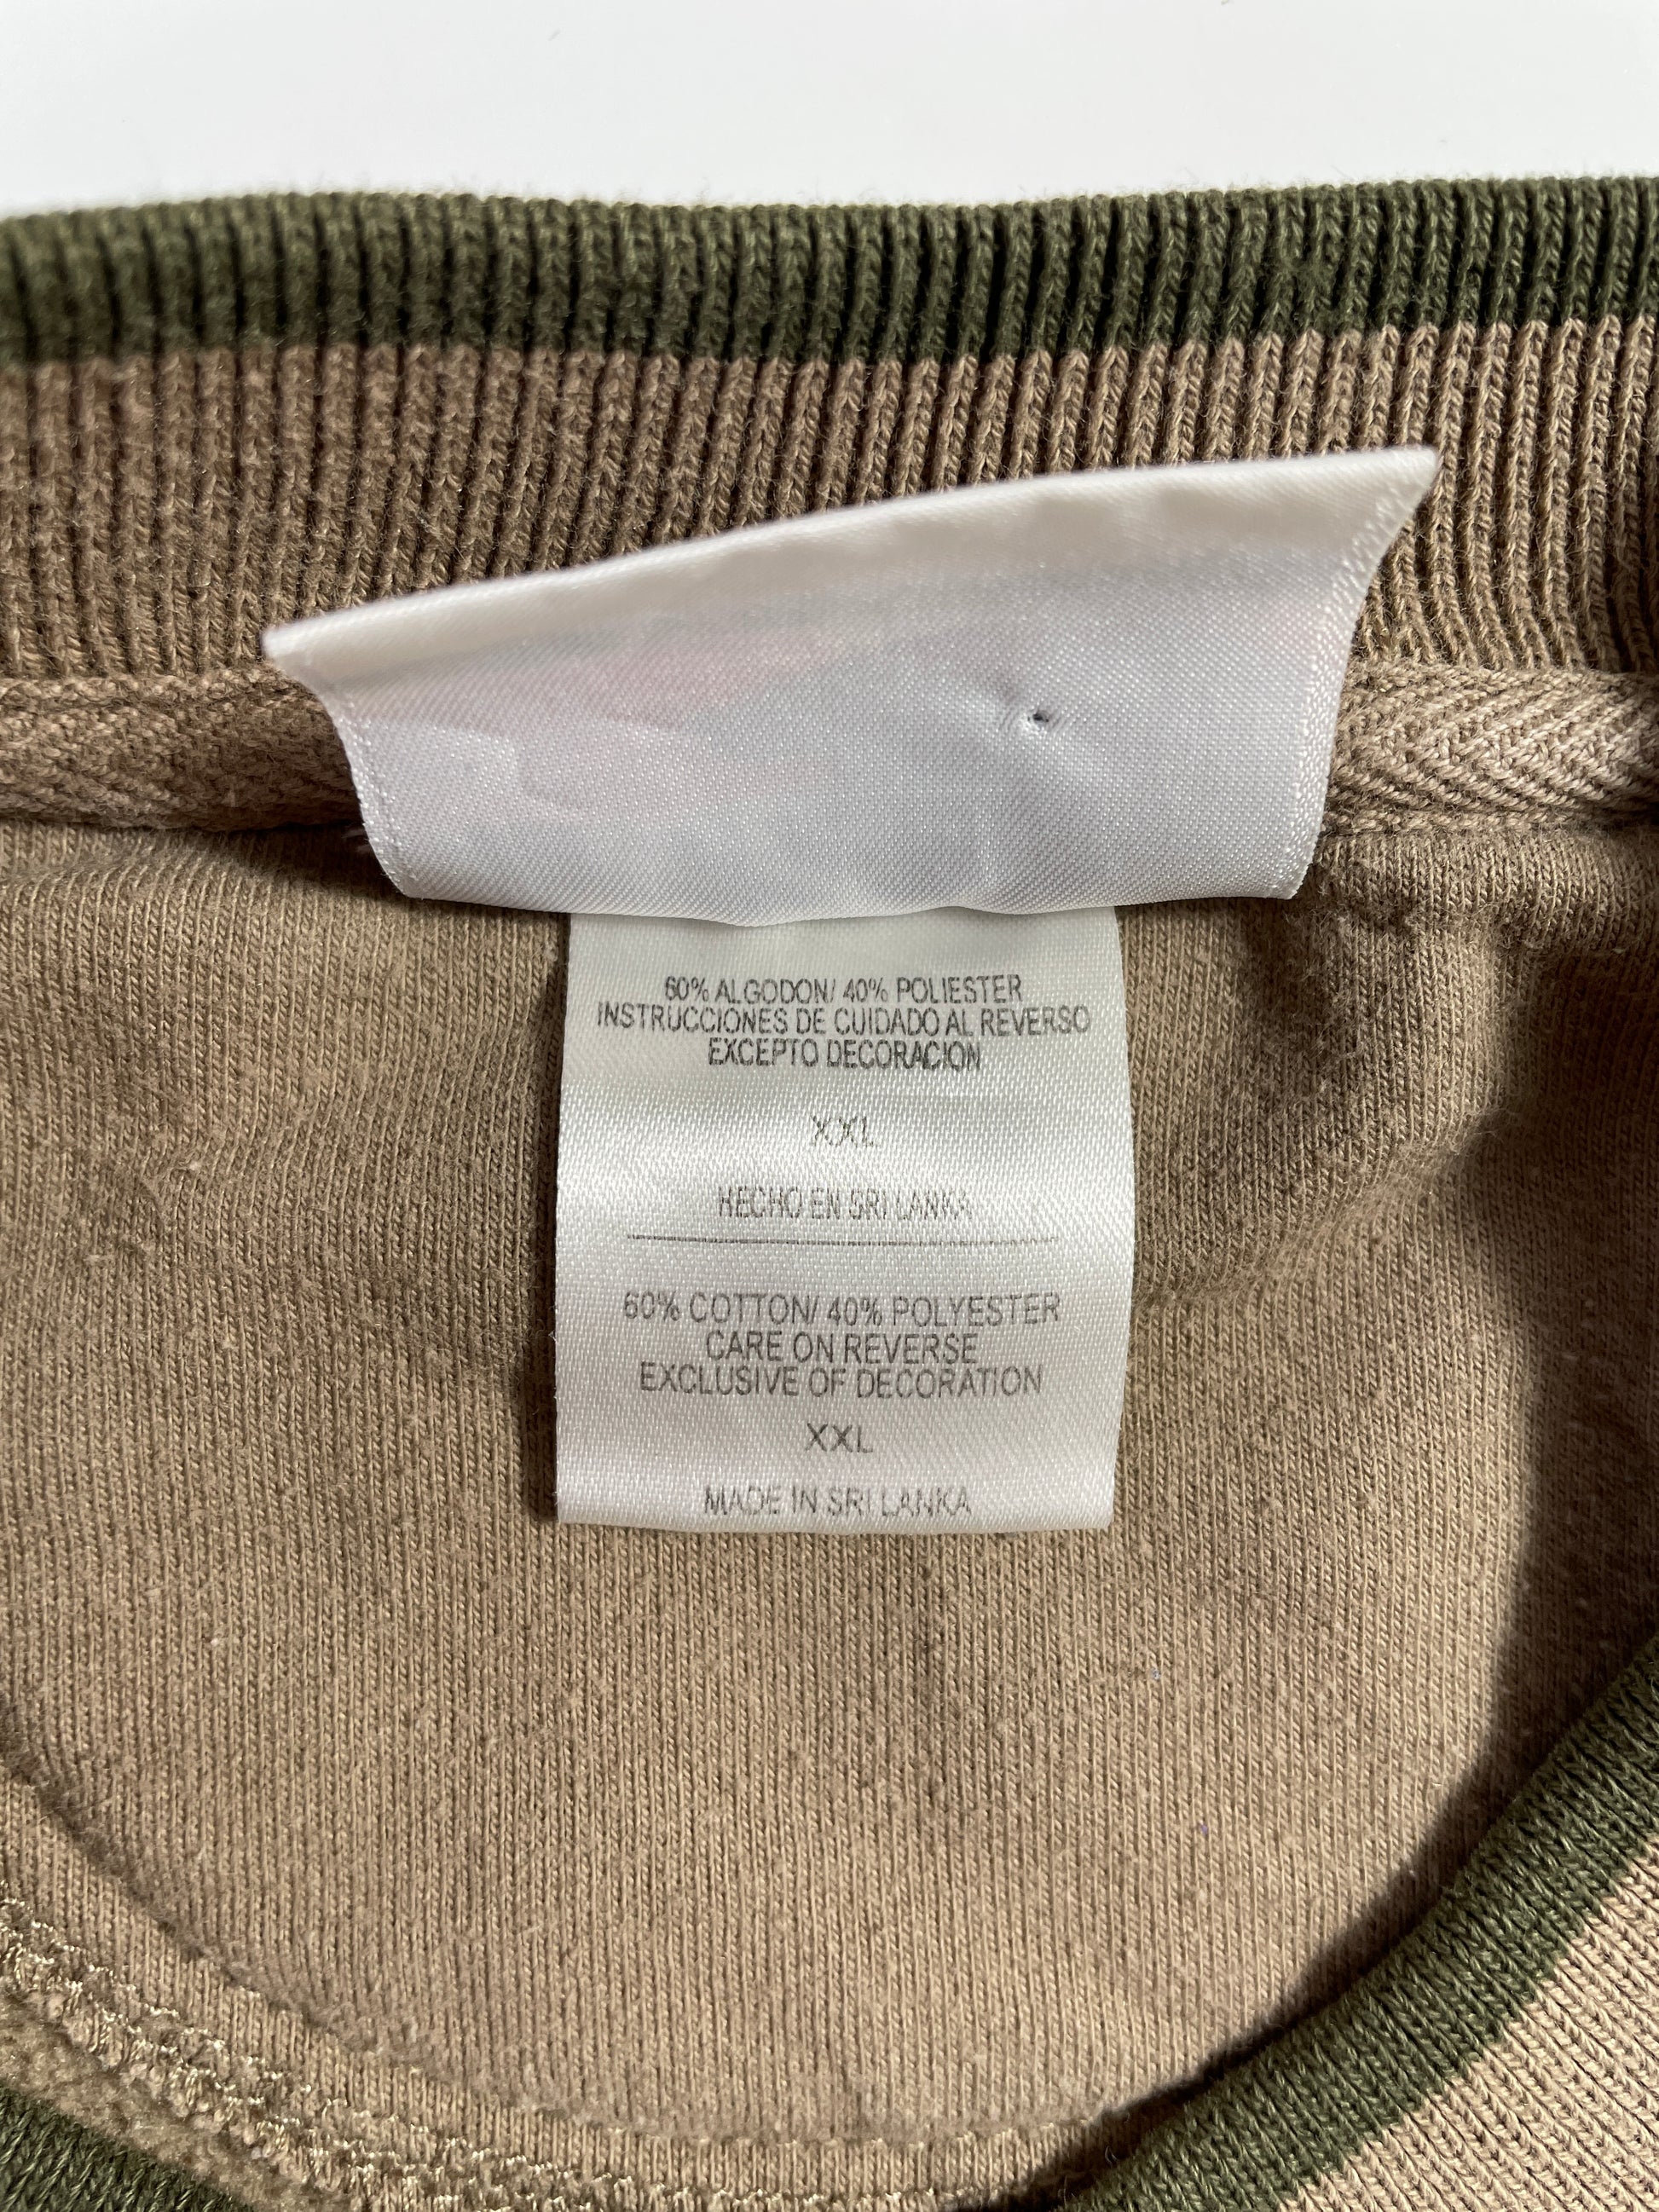 60% ALGODON/ 40% POLIESTER
INSTRUCCIONES DE CUIDADO AL REVERSO
EXCEPTO DECORACION
XXL
HECHO EN SRI LANKA
60% COTTON/ 40% POLYESTER
CARE ON REVERSE
EXCLUSIVE OF DECORATION
XXL
MADE IN SRI LANKA